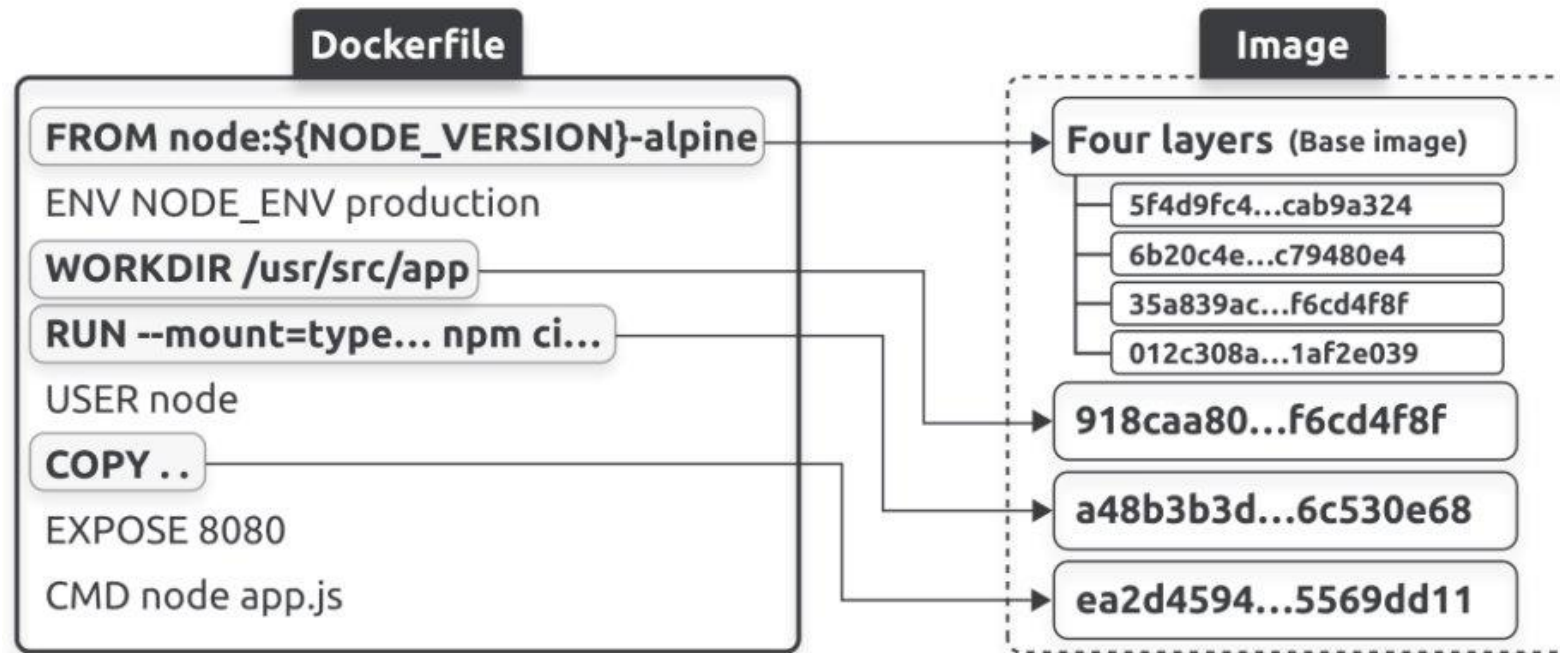 Dockerfile
FROM node:${NODE_VERSION}-alpine
ENV NODE_ENV production
WORKDIR /usr/src/app
RUN --mount=type... npm ci...
USER node
COPY . .
EXPOSE 8080
CMD node app.js
Image
Four layers (Base image)
5f4d9fc4...cab9a324
6b20c4e...c79480e4
35a839ac...f6cd4f8f
012c308a...1af2e039
918caa80...f6cd4f8f
a48b3b3d...6c530e68
ea2d4594...5569dd11